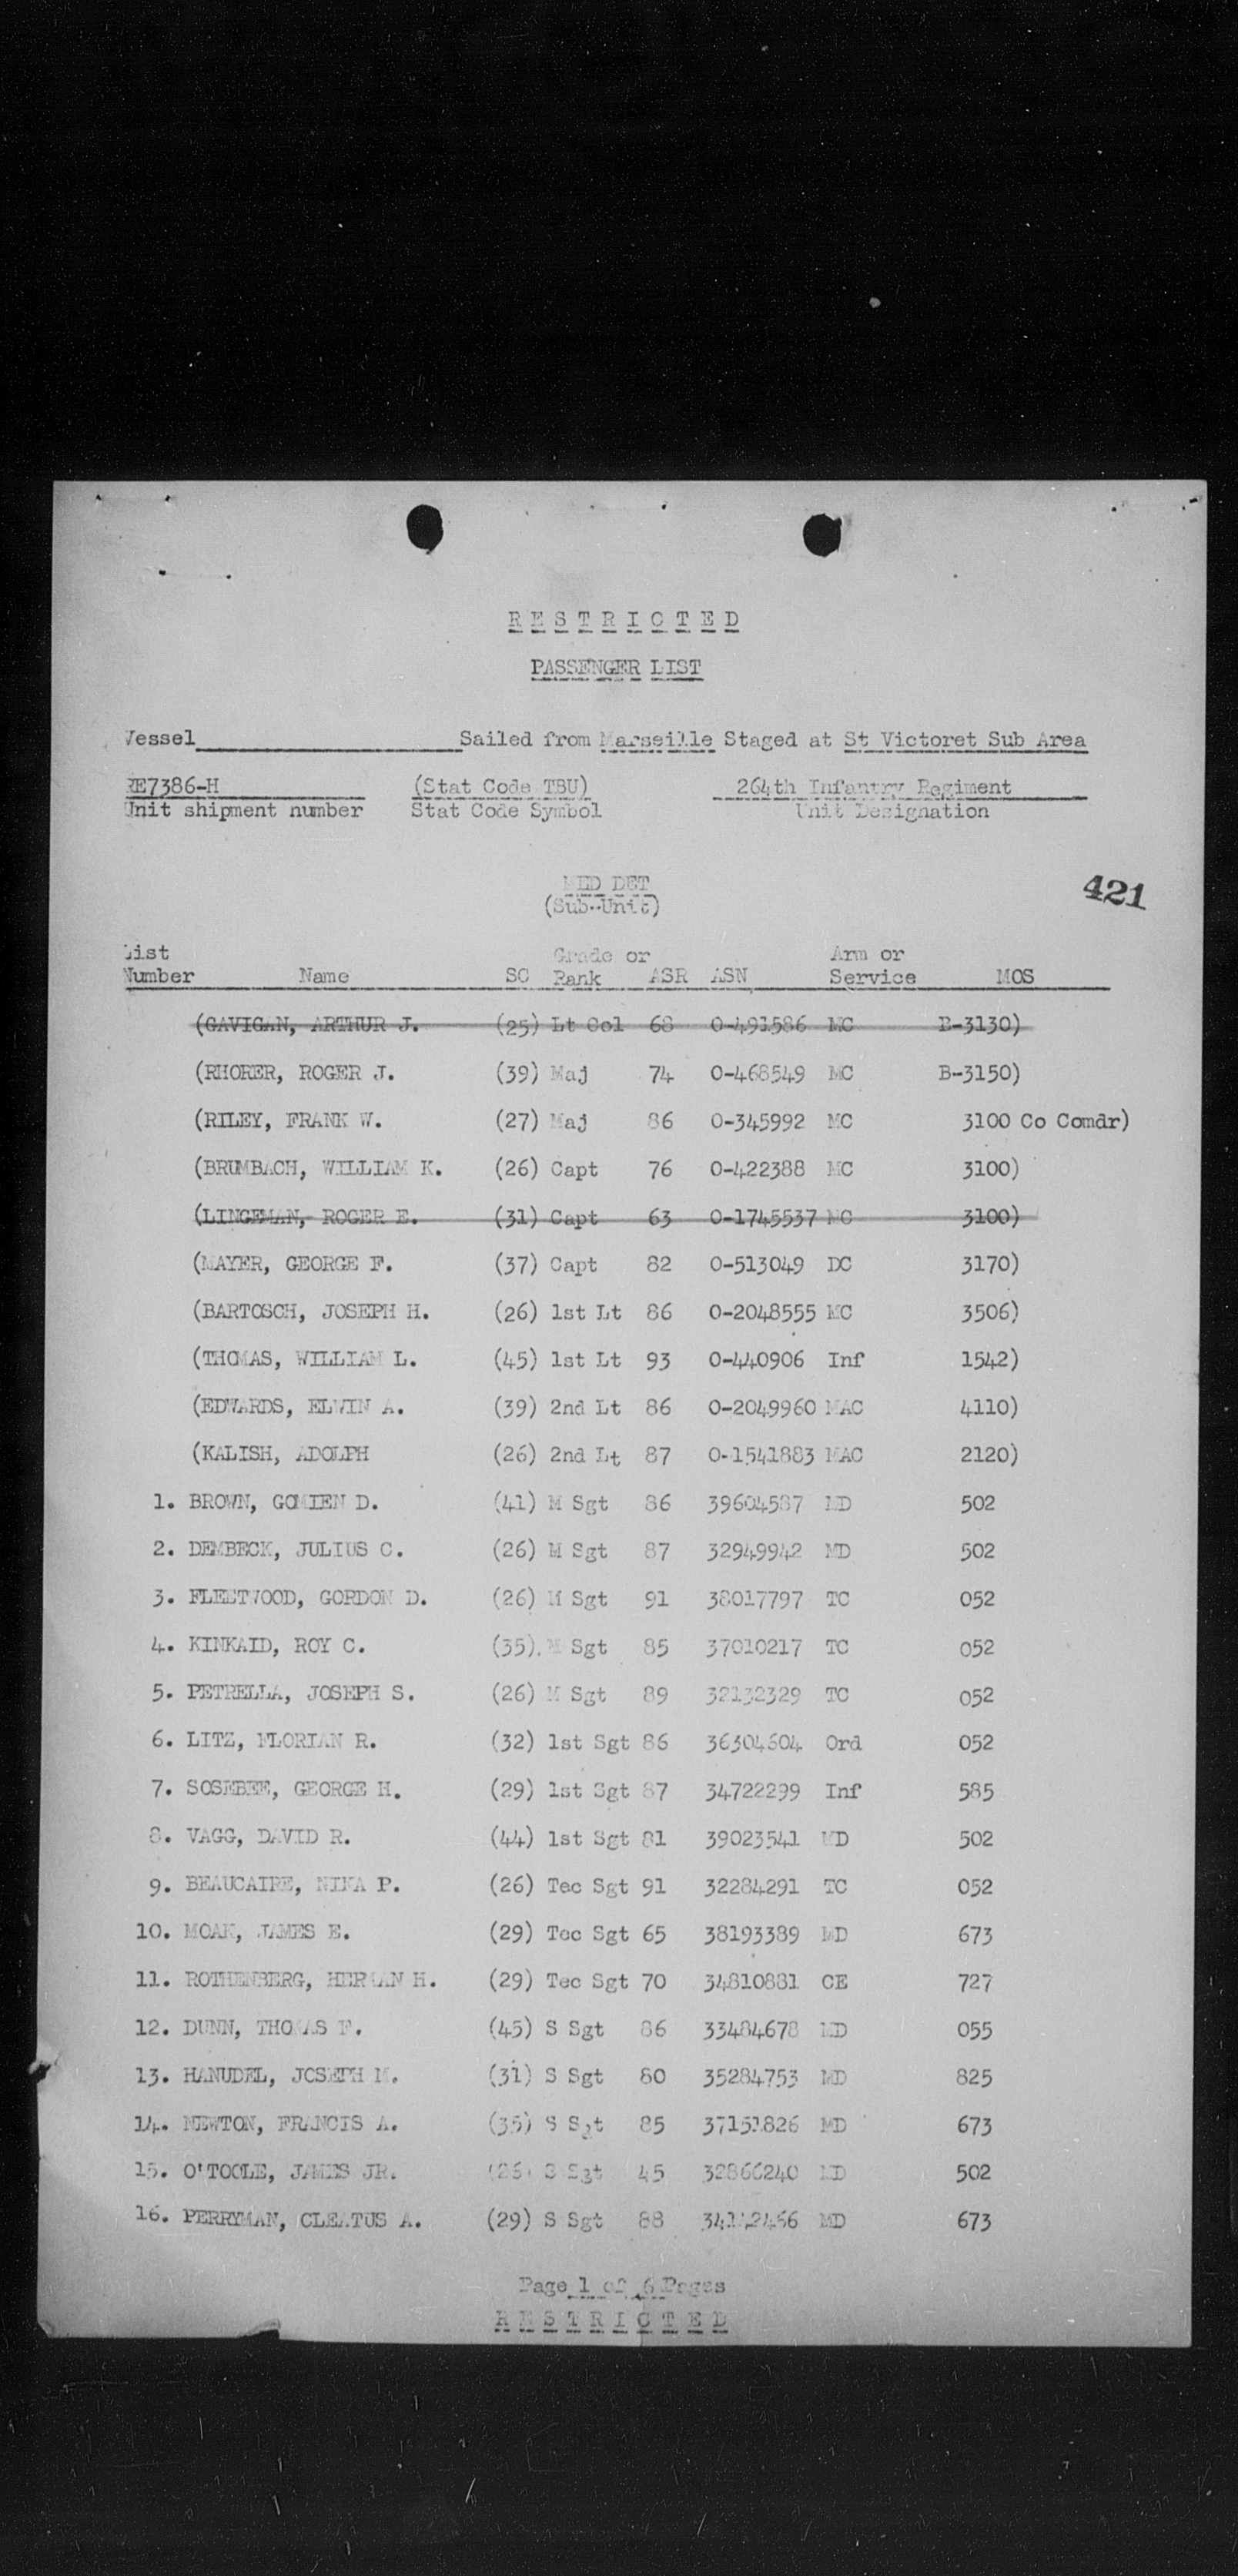 R E S T R I C T E D
PASSENGER LIST
Vessel Sailed from Marseille Staged at St Victoret Sub Area
RE7386-H (Stat Code TBU) 264th Infantry Regiment
Unit shipment number Stat Code Symbol Unit Designation
MED DET
(Sub-Unit)
421
List Grade or Arm or
Number Name SC Rank ASR ASN Service MOS
(GAVIGAN, ARTHUR J. (25) Lt Col 68 O-491586 MC B-3130)
(RHORER, ROGER J. (39) Maj 74 O-468549 MC B-3150)
(RILEY, FRANK W. (27) Maj 86 O-345992 MC 3100 Co Comdr)
(BRUMBACH, WILLIAM K. (26) Capt 76 O-422388 MC 3100)
(LINGEMAN, ROGER E. (31) Capt 63 O-1745537 MC 3100)
(MAYER, GEORGE F. (37) Capt 82 O-513049 DC 3170)
(BARTOSCH, JOSEPH H. (26) 1st Lt 86 O-2048555 MC 3506)
(THOMAS, WILLIAM L. (45) 1st Lt 93 O-440906 Inf 1542)
(EDWARDS, ELVIN A. (39) 2nd Lt 86 O-2049960 MAC 4110)
(KALISH, ADOLPH (26) 2nd Lt 87 O-1541883 MAC 2120)
1. BROWN, D. (41) M Sgt 86 39604587 MD 502
2. DEMBECK, JULIUS C. (26) M Sgt 87 32949942 MD 502
3. FLEETWOOD, GORDON D. (26) M Sgt 91 38017797 TC 052
4. KINKAID, ROY C. (35) M Sgt 85 37010217 TC 052
5. PETRELLA, JOSEPH S. (26) M Sgt 89 32132329 TC 052
6. LITZ, FLORIAN R. (32) 1st Sgt 86 36304604 Ord 052
7. SOSEBEE, GEORGE H. (29) 1st Sgt 87 34722299 Inf 585
8. VAGG, DAVID R. (44) 1st Sgt 81 39023541 MD 502
9. BEAUCAIRE, P. (26) Tec Sgt 91 32284291 TC 052
10. MOAK, JAMES E. (29) Tec Sgt 65 38193389 MD 673
11. ROTHENBERG, HERMAN H. (29) Tec Sgt 70 34810881 CE 727
12. DUNN, THOMAS F. (45) S Sgt 86 33484678 MD 055
13. HANUDEL, JOSEPH M. (31) S Sgt 80 35284753 MD 825
14. NEWTON, FRANCIS A. (35) S Sgt 85 37151826 MD 673
15. O'TOOLE, JAMES JR. (26) S Sgt 45 32866240 MD 502
16. PERRYMAN, CLEATUS A. (29) S Sgt 88 MD 673
Page 1 of 6 Pages
R E S T R I C T E D